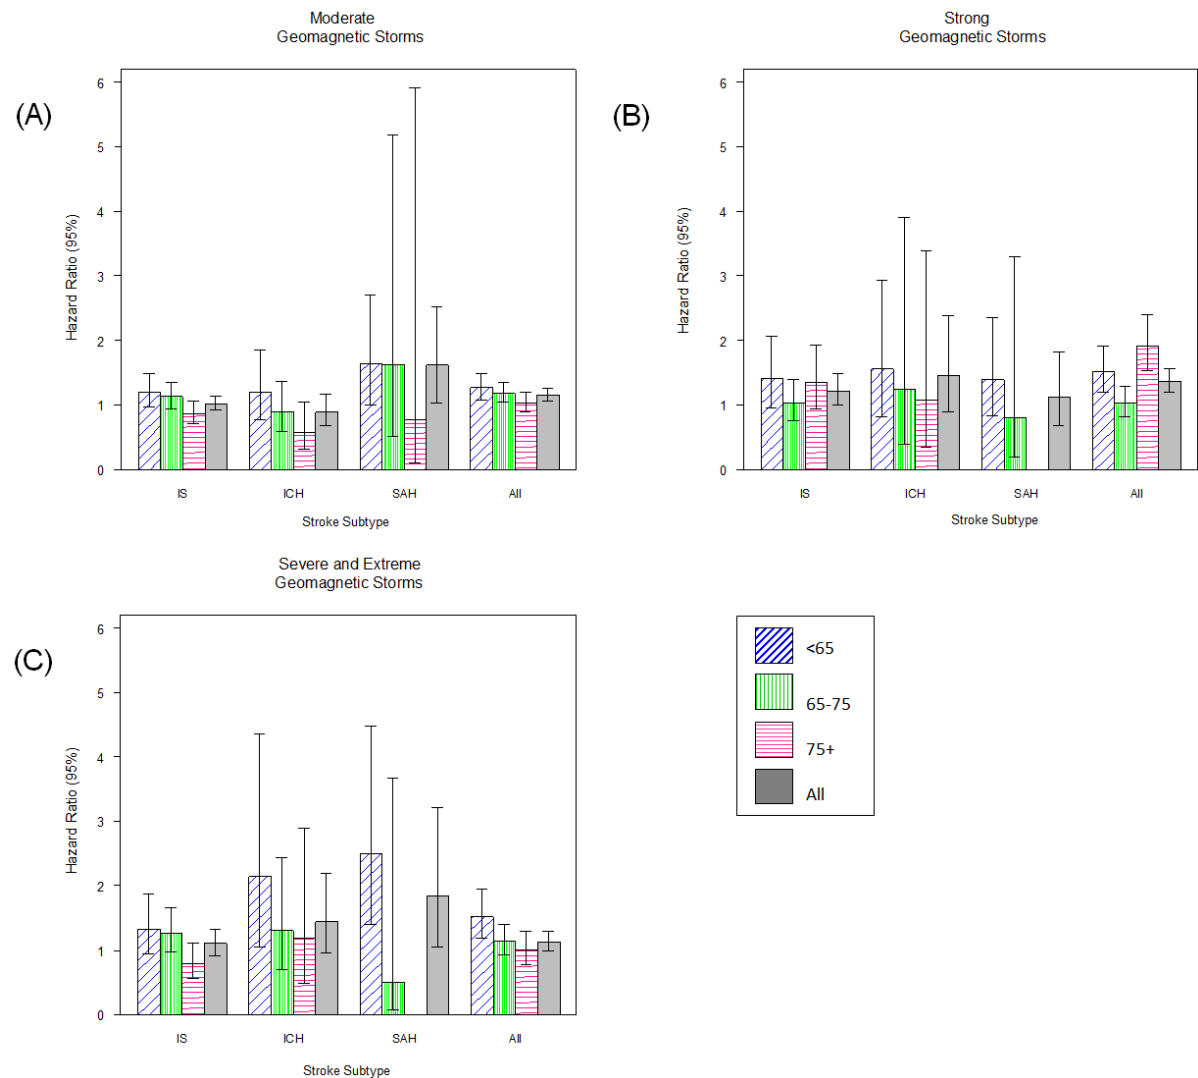 Moderate
Geomagnetic Storms
(A)
Hazard Ratio (95%)
6
5
4
3
2
1
0
IS ICH SAH All
Stroke Subtype
Strong
Geomagnetic Storms
(B)
Hazard Ratio (95%)
6
5
4
3
2
1
0
IS ICH SAH All
Stroke Subtype
Severe and Extreme
Geomagnetic Storms
(C)
Hazard Ratio (95%)
6
5
4
3
2
1
0
IS ICH SAH All
Stroke Subtype
<65
65-75
75+
All